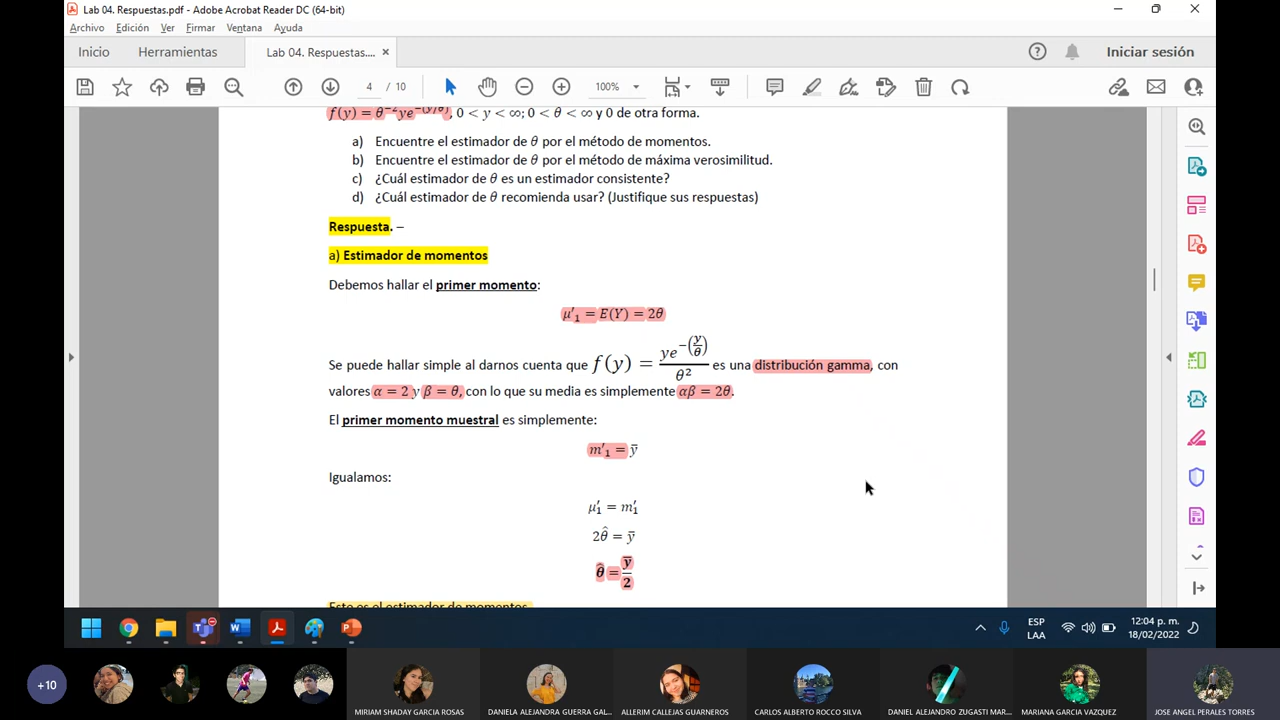 Lab 04. Respuestas.pdf - Adobe Acrobat Reader DC (64-bit)
Archivo Edición Ver Firmar Ventana Ayuda
Inicio Herramientas Lab 04. Respuestas.... × Iniciar sesión
4 / 10 100%
f(y) = θ⁻²ye⁻⁽ʸ/θ⁾, 0 < y < ∞; 0 < θ < ∞ y 0 de otra forma.
a) Encuentre el estimador de θ por el método de momentos.
b) Encuentre el estimador de θ por el método de máxima verosimilitud.
c) ¿Cuál estimador de θ es un estimador consistente?
d) ¿Cuál estimador de θ recomienda usar? (Justifique sus respuestas)
Respuesta. –
a) Estimador de momentos
Debemos hallar el primer momento:
μ′₁ = E(Y) = 2θ
Se puede hallar simple al darnos cuenta que f(y) = ye^−(y/θ) / θ² es una distribución gamma, con
valores α = 2 y β = θ, con lo que su media es simplemente αβ = 2θ.
El primer momento muestral es simplemente:
m′₁ = ȳ
Igualamos:
μ′₁ = m′₁
2θ̂ = ȳ
θ̂ = ȳ/2
Esto es el estimador de momentos.
ESP
LAA
12:04 p. m.
18/02/2022
+10
MIRIAM SHADAY GARCIA ROSAS
DANIELA ALEJANDRA GUERRA GAL...
ALLERIM CALLEJAS GUARNEROS
CARLOS ALBERTO ROCCO SILVA
DANIEL ALEJANDRO ZUGASTI MAR...
MARIANA GARCIA VAZQUEZ
JOSE ANGEL PERALES TORRES